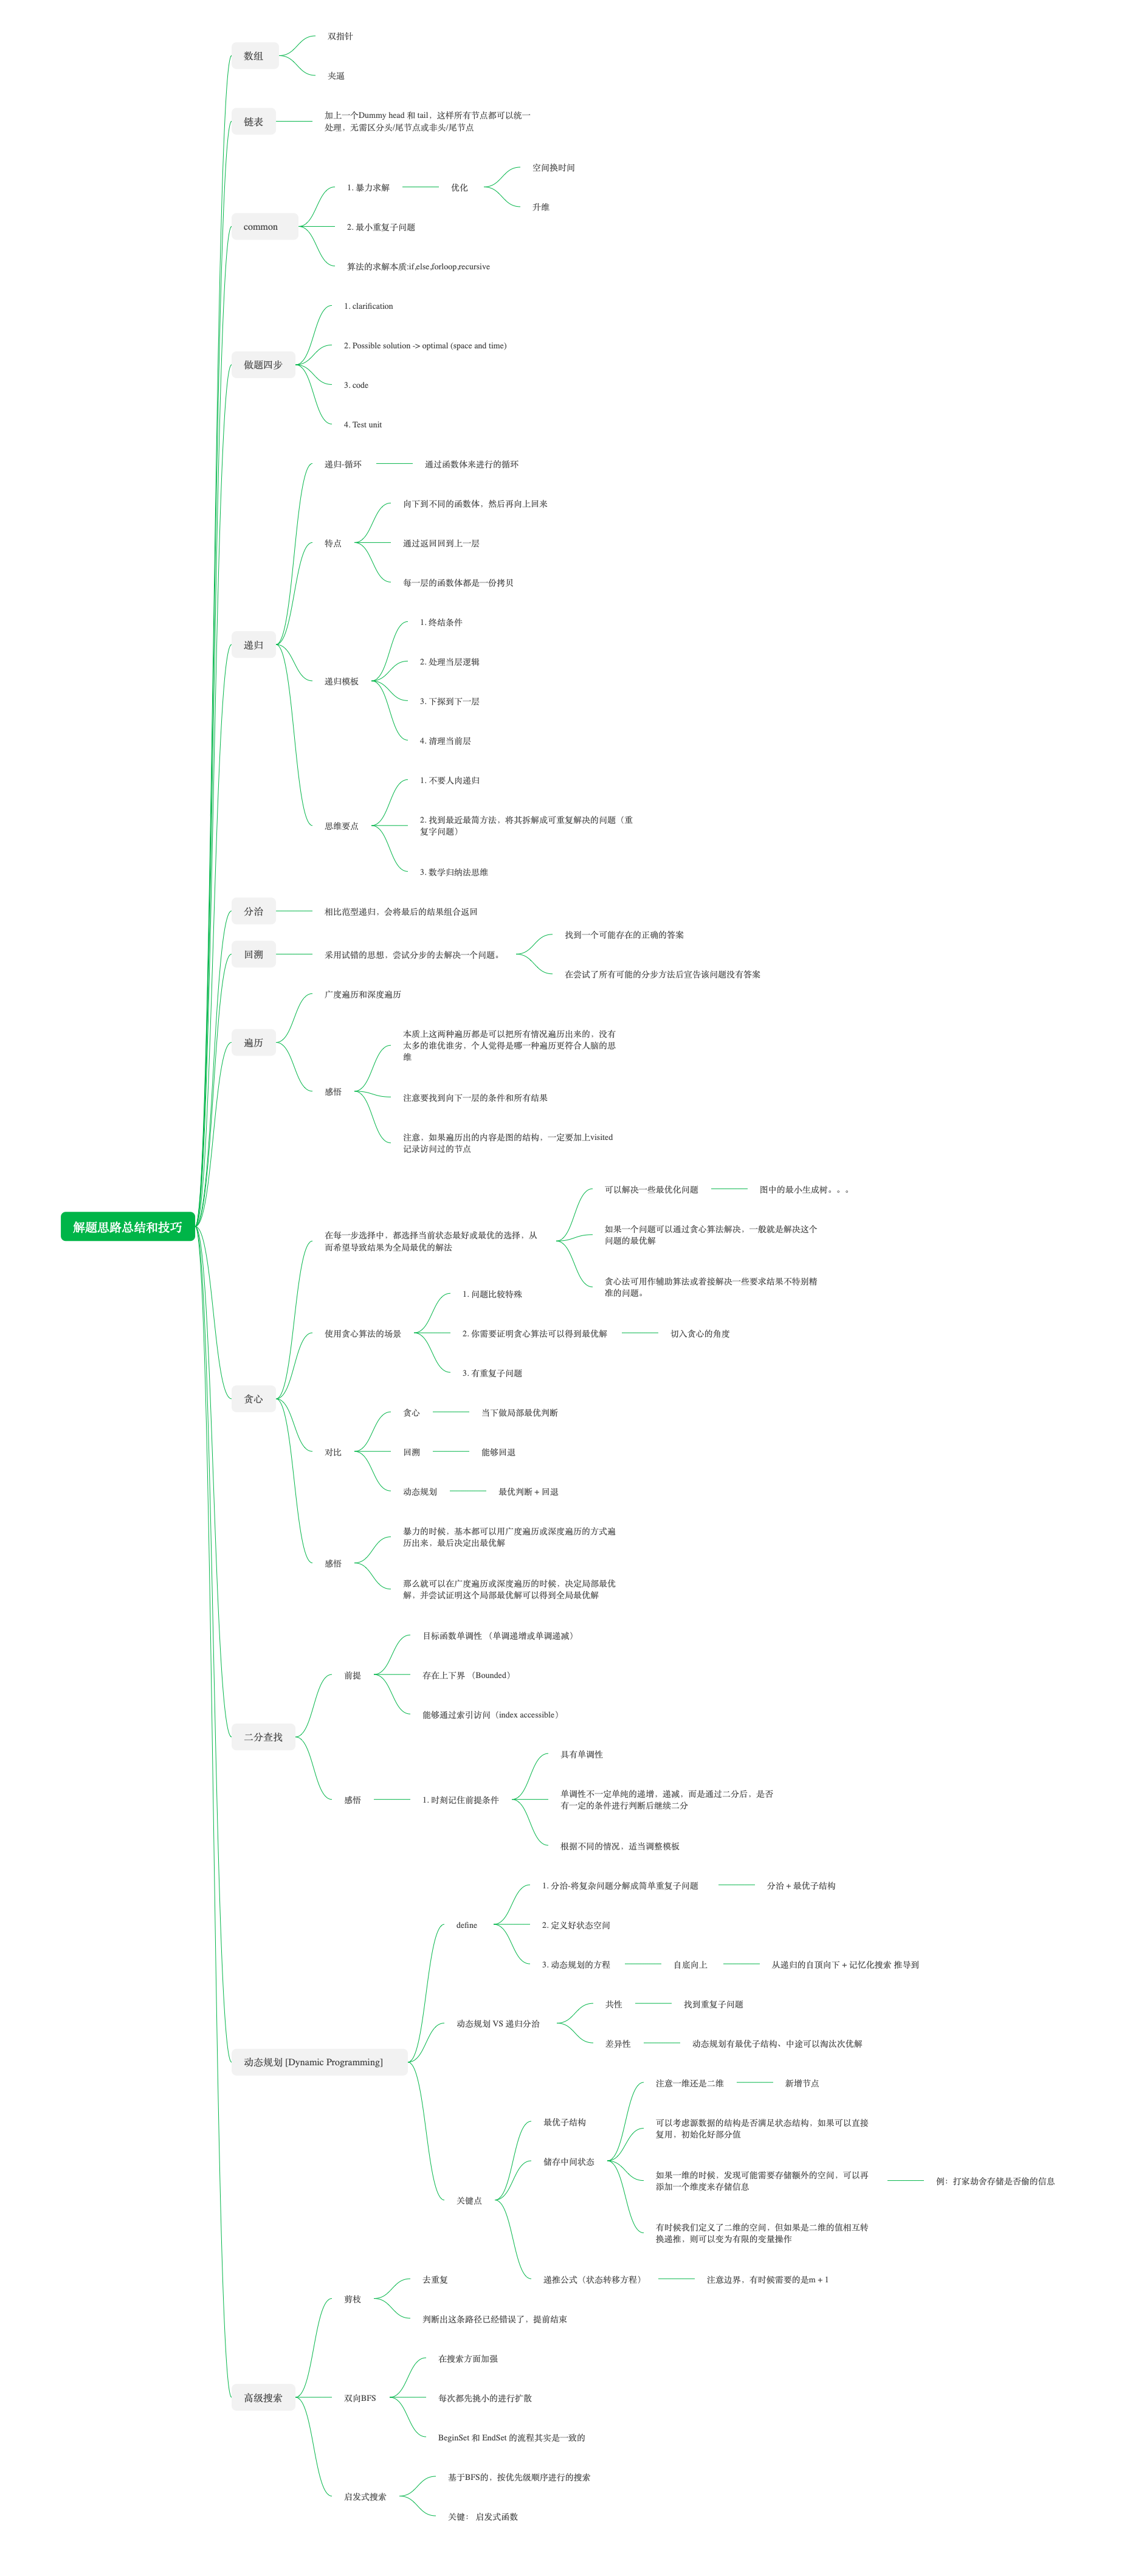 解题思路总结和技巧
数组
双指针
夹逼
链表
加上一个Dummy head 和 tail，这样所有节点都可以统一
处理，无需区分头/尾节点或非头/尾节点
common
1. 暴力求解
优化
空间换时间
升维
2. 最小重复子问题
算法的求解本质:if,else,forloop,recursive
做题四步
1. clarification
2. Possible solution -> optimal (space and time)
3. code
4. Test unit
递归
递归-循环
通过函数体来进行的循环
特点
向下到不同的函数体，然后再向上回来
通过返回回到上一层
每一层的函数体都是一份拷贝
递归模板
1. 终结条件
2. 处理当层逻辑
3. 下探到下一层
4. 清理当前层
思维要点
1. 不要人肉递归
2. 找到最近最简方法，将其拆解成可重复解决的问题（重
复字问题）
3. 数学归纳法思维
分治
相比范型递归，会将最后的结果组合返回
回溯
采用试错的思想，尝试分步的去解决一个问题。
找到一个可能存在的正确的答案
在尝试了所有可能的分步方法后宣告该问题没有答案
遍历
广度遍历和深度遍历
感悟
本质上这两种遍历都是可以把所有情况遍历出来的，没有
太多的谁优谁劣，个人觉得是哪一种遍历更符合人脑的思
维
注意要找到向下一层的条件和所有结果
注意，如果遍历出的内容是图的结构，一定要加上visited
记录访问过的节点
贪心
在每一步选择中，都选择当前状态最好或最优的选择，从
而希望导致结果为全局最优的解法
可以解决一些最优化问题
图中的最小生成树。。。
如果一个问题可以通过贪心算法解决，一般就是解决这个
问题的最优解
贪心法可用作辅助算法或着接解决一些要求结果不特别精
准的问题。
使用贪心算法的场景
1. 问题比较特殊
2. 你需要证明贪心算法可以得到最优解
切入贪心的角度
3. 有重复子问题
对比
贪心
当下做局部最优判断
回溯
能够回退
动态规划
最优判断 + 回退
感悟
暴力的时候，基本都可以用广度遍历或深度遍历的方式遍
历出来，最后决定出最优解
那么就可以在广度遍历或深度遍历的时候，决定局部最优
解，并尝试证明这个局部最优解可以得到全局最优解
二分查找
前提
目标函数单调性 （单调递增或单调递减）
存在上下界 （Bounded）
能够通过索引访问（index accessible）
感悟
1. 时刻记住前提条件
具有单调性
单调性不一定单纯的递增，递减，而是通过二分后，是否
有一定的条件进行判断后继续二分
根据不同的情况、适当调整模板
动态规划 [Dynamic Programming]
define
1. 分治-将复杂问题分解成简单重复子问题
分治 + 最优子结构
2. 定义好状态空间
3. 动态规划的方程
自底向上
从递归的自顶向下 + 记忆化搜索 推导到
动态规划 VS 递归分治
共性
找到重复子问题
差异性
动态规划有最优子结构、中途可以淘汰次优解
关键点
最优子结构
储存中间状态
注意一维还是二维
新增节点
可以考虑源数据的结构是否满足状态结构，如果可以直接
复用，初始化好部分值
如果一维的时候，发现可能需要存储额外的空间，可以再
添加一个维度来存储信息
例：打家劫舍存储是否偷的信息
有时候我们定义了二维的空间，但如果是二维的值相互转
换递推，则可以变为有限的变量操作
递推公式（状态转移方程）
注意边界，有时候需要的是m + 1
高级搜索
剪枝
去重复
判断出这条路径已经错误了，提前结束
双向BFS
在搜索方面加强
每次都先挑小的进行扩散
BeginSet 和 EndSet 的流程其实是一致的
启发式搜索
基于BFS的，按优先级顺序进行的搜索
关键： 启发式函数